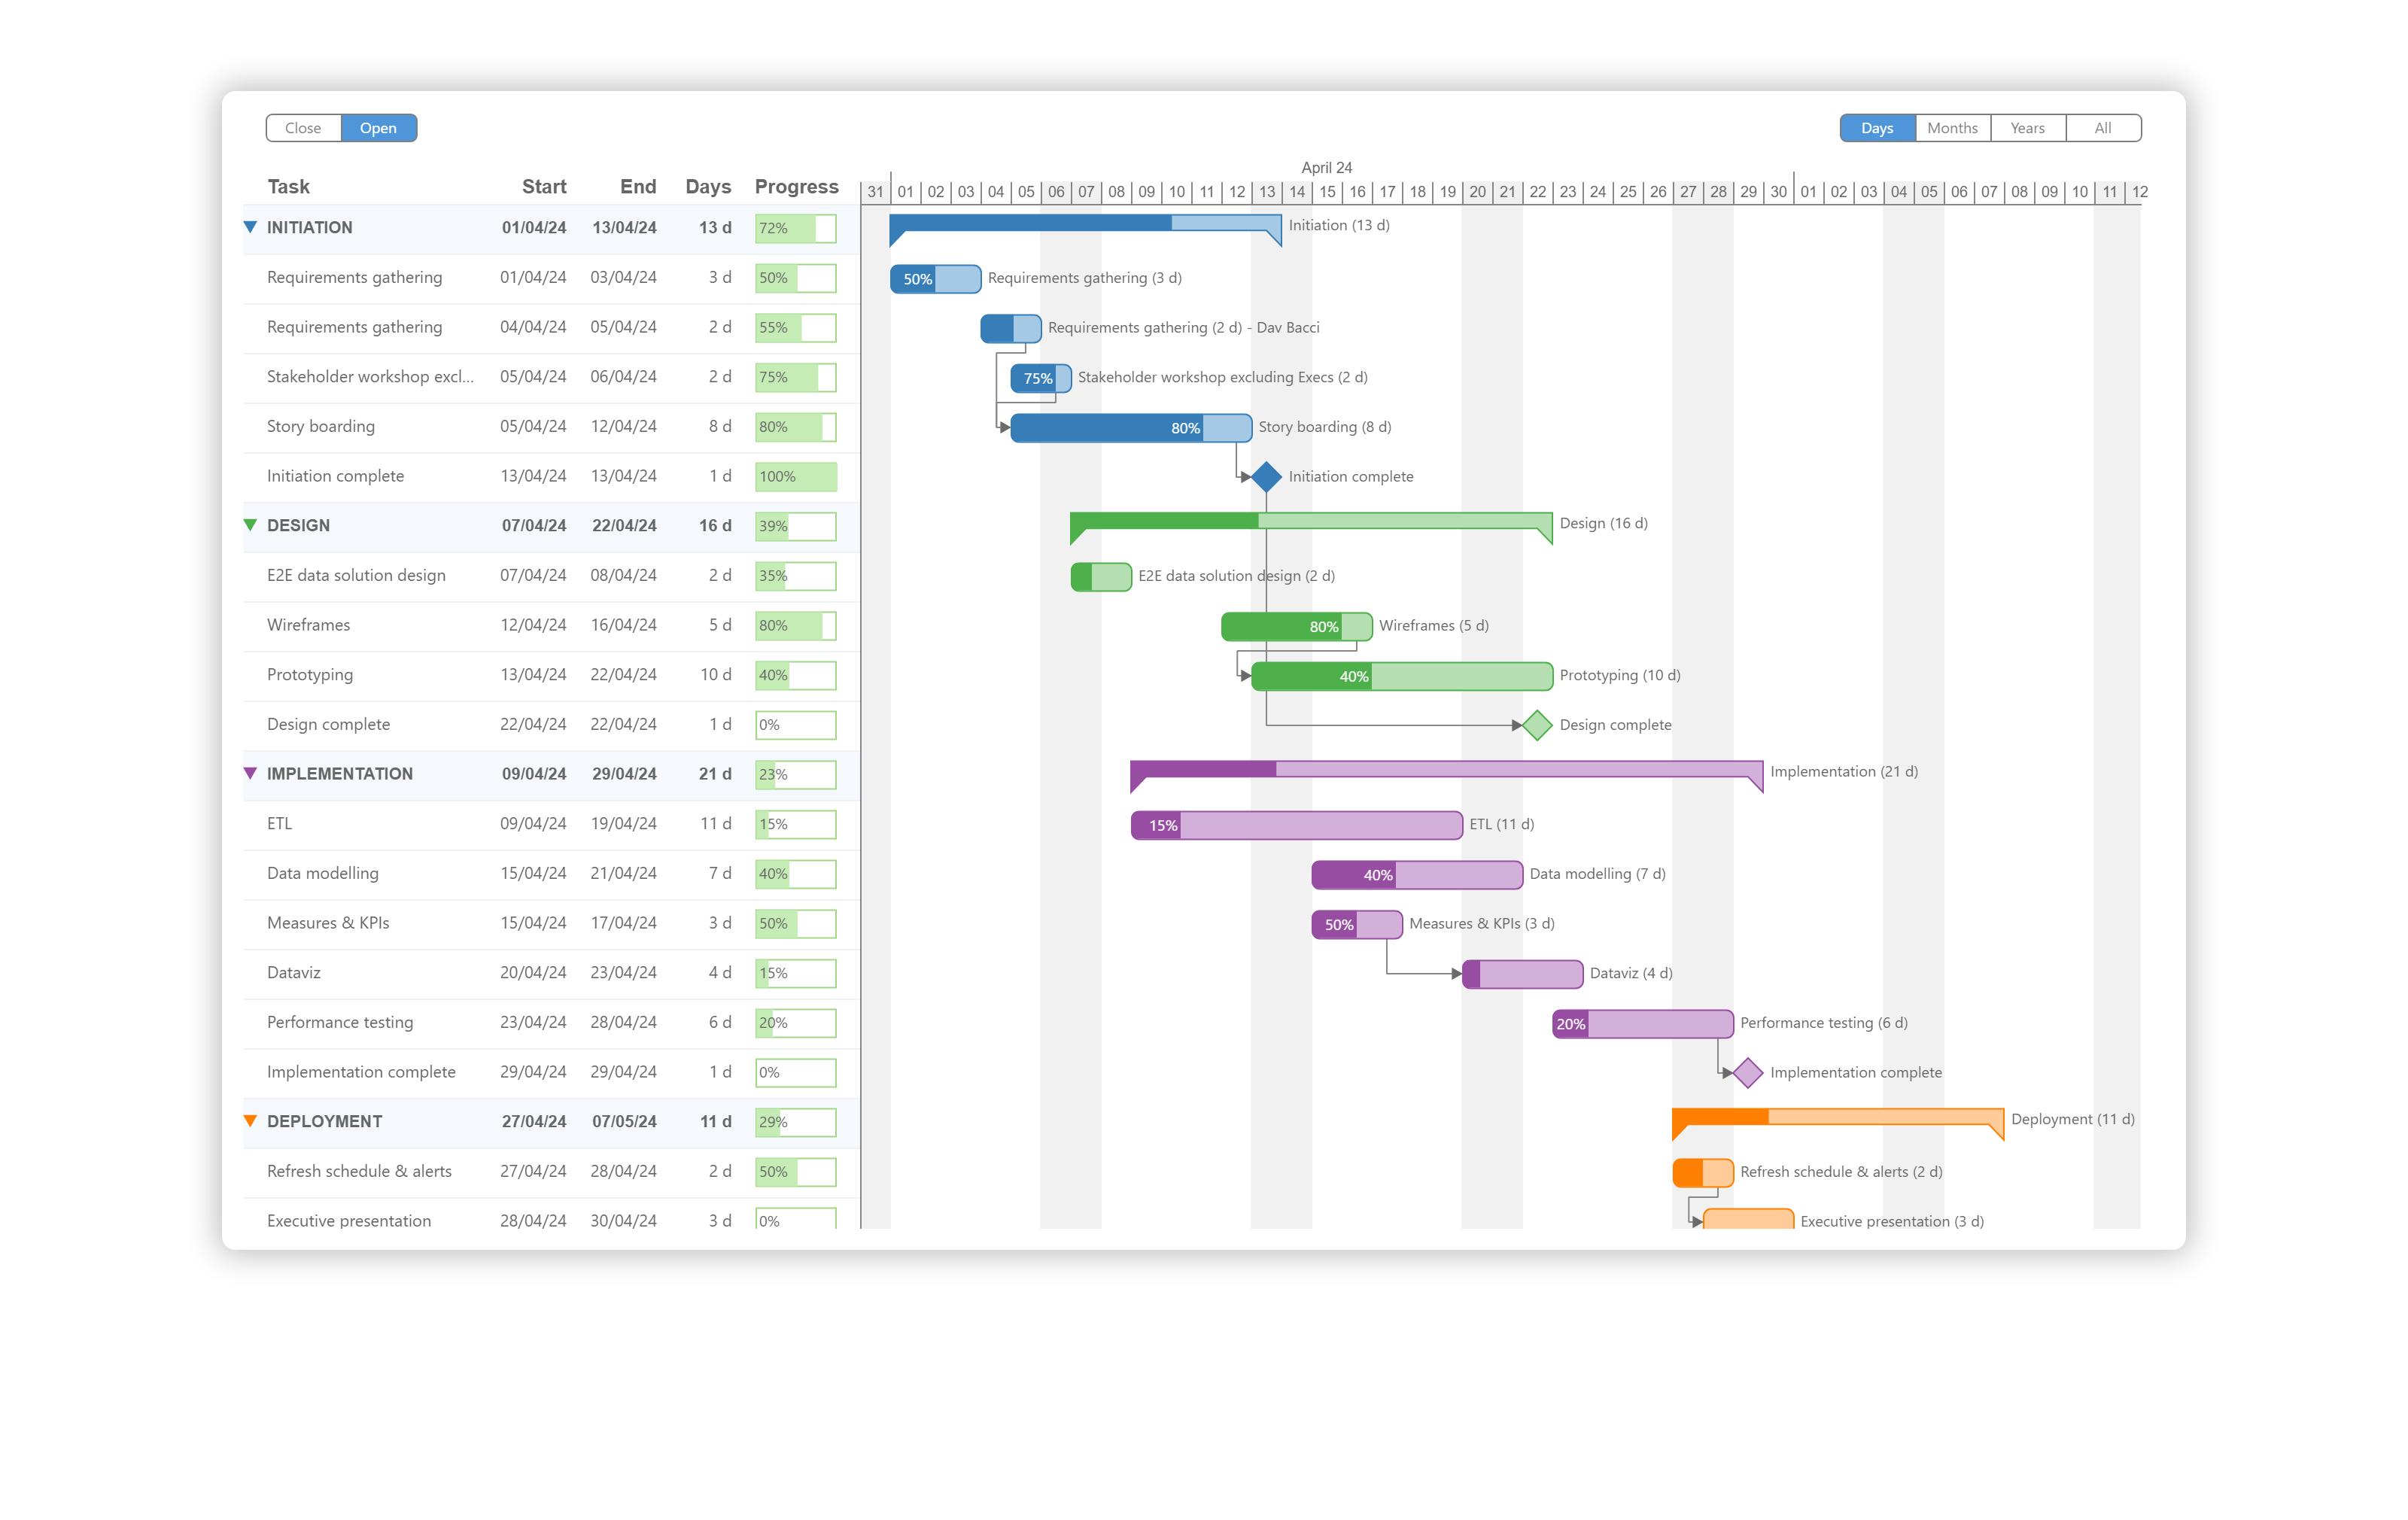 Close Open Days Months Years All
April 24
Task Start End Days Progress 31 01 02 03 04 05 06 07 08 09 10 11 12 13 14 15 16 17 18 19 20 21 22 23 24 25 26 27 28 29 30 01 02 03 04 05 06 07 08 09 10 11 12
INITIATION 01/04/24 13/04/24 13 d 72% Initiation (13 d)
Requirements gathering 01/04/24 03/04/24 3 d 50% 50% Requirements gathering (3 d)
Requirements gathering 04/04/24 05/04/24 2 d 55% Requirements gathering (2 d) - Dav Bacci
Stakeholder workshop excl... 05/04/24 06/04/24 2 d 75% 75% Stakeholder workshop excluding Execs (2 d)
Story boarding 05/04/24 12/04/24 8 d 80% 80% Story boarding (8 d)
Initiation complete 13/04/24 13/04/24 1 d 100% Initiation complete
DESIGN 07/04/24 22/04/24 16 d 39% Design (16 d)
E2E data solution design 07/04/24 08/04/24 2 d 35% E2E data solution design (2 d)
Wireframes 12/04/24 16/04/24 5 d 80% 80% Wireframes (5 d)
Prototyping 13/04/24 22/04/24 10 d 40% 40% Prototyping (10 d)
Design complete 22/04/24 22/04/24 1 d 0% Design complete
IMPLEMENTATION 09/04/24 29/04/24 21 d 23% Implementation (21 d)
ETL 09/04/24 19/04/24 11 d 15% 15% ETL (11 d)
Data modelling 15/04/24 21/04/24 7 d 40% 40% Data modelling (7 d)
Measures & KPIs 15/04/24 17/04/24 3 d 50% 50% Measures & KPIs (3 d)
Dataviz 20/04/24 23/04/24 4 d 15% Dataviz (4 d)
Performance testing 23/04/24 28/04/24 6 d 20% 20% Performance testing (6 d)
Implementation complete 29/04/24 29/04/24 1 d 0% Implementation complete
DEPLOYMENT 27/04/24 07/05/24 11 d 29% Deployment (11 d)
Refresh schedule & alerts 27/04/24 28/04/24 2 d 50% Refresh schedule & alerts (2 d)
Executive presentation 28/04/24 30/04/24 3 d 0% Executive presentation (3 d)